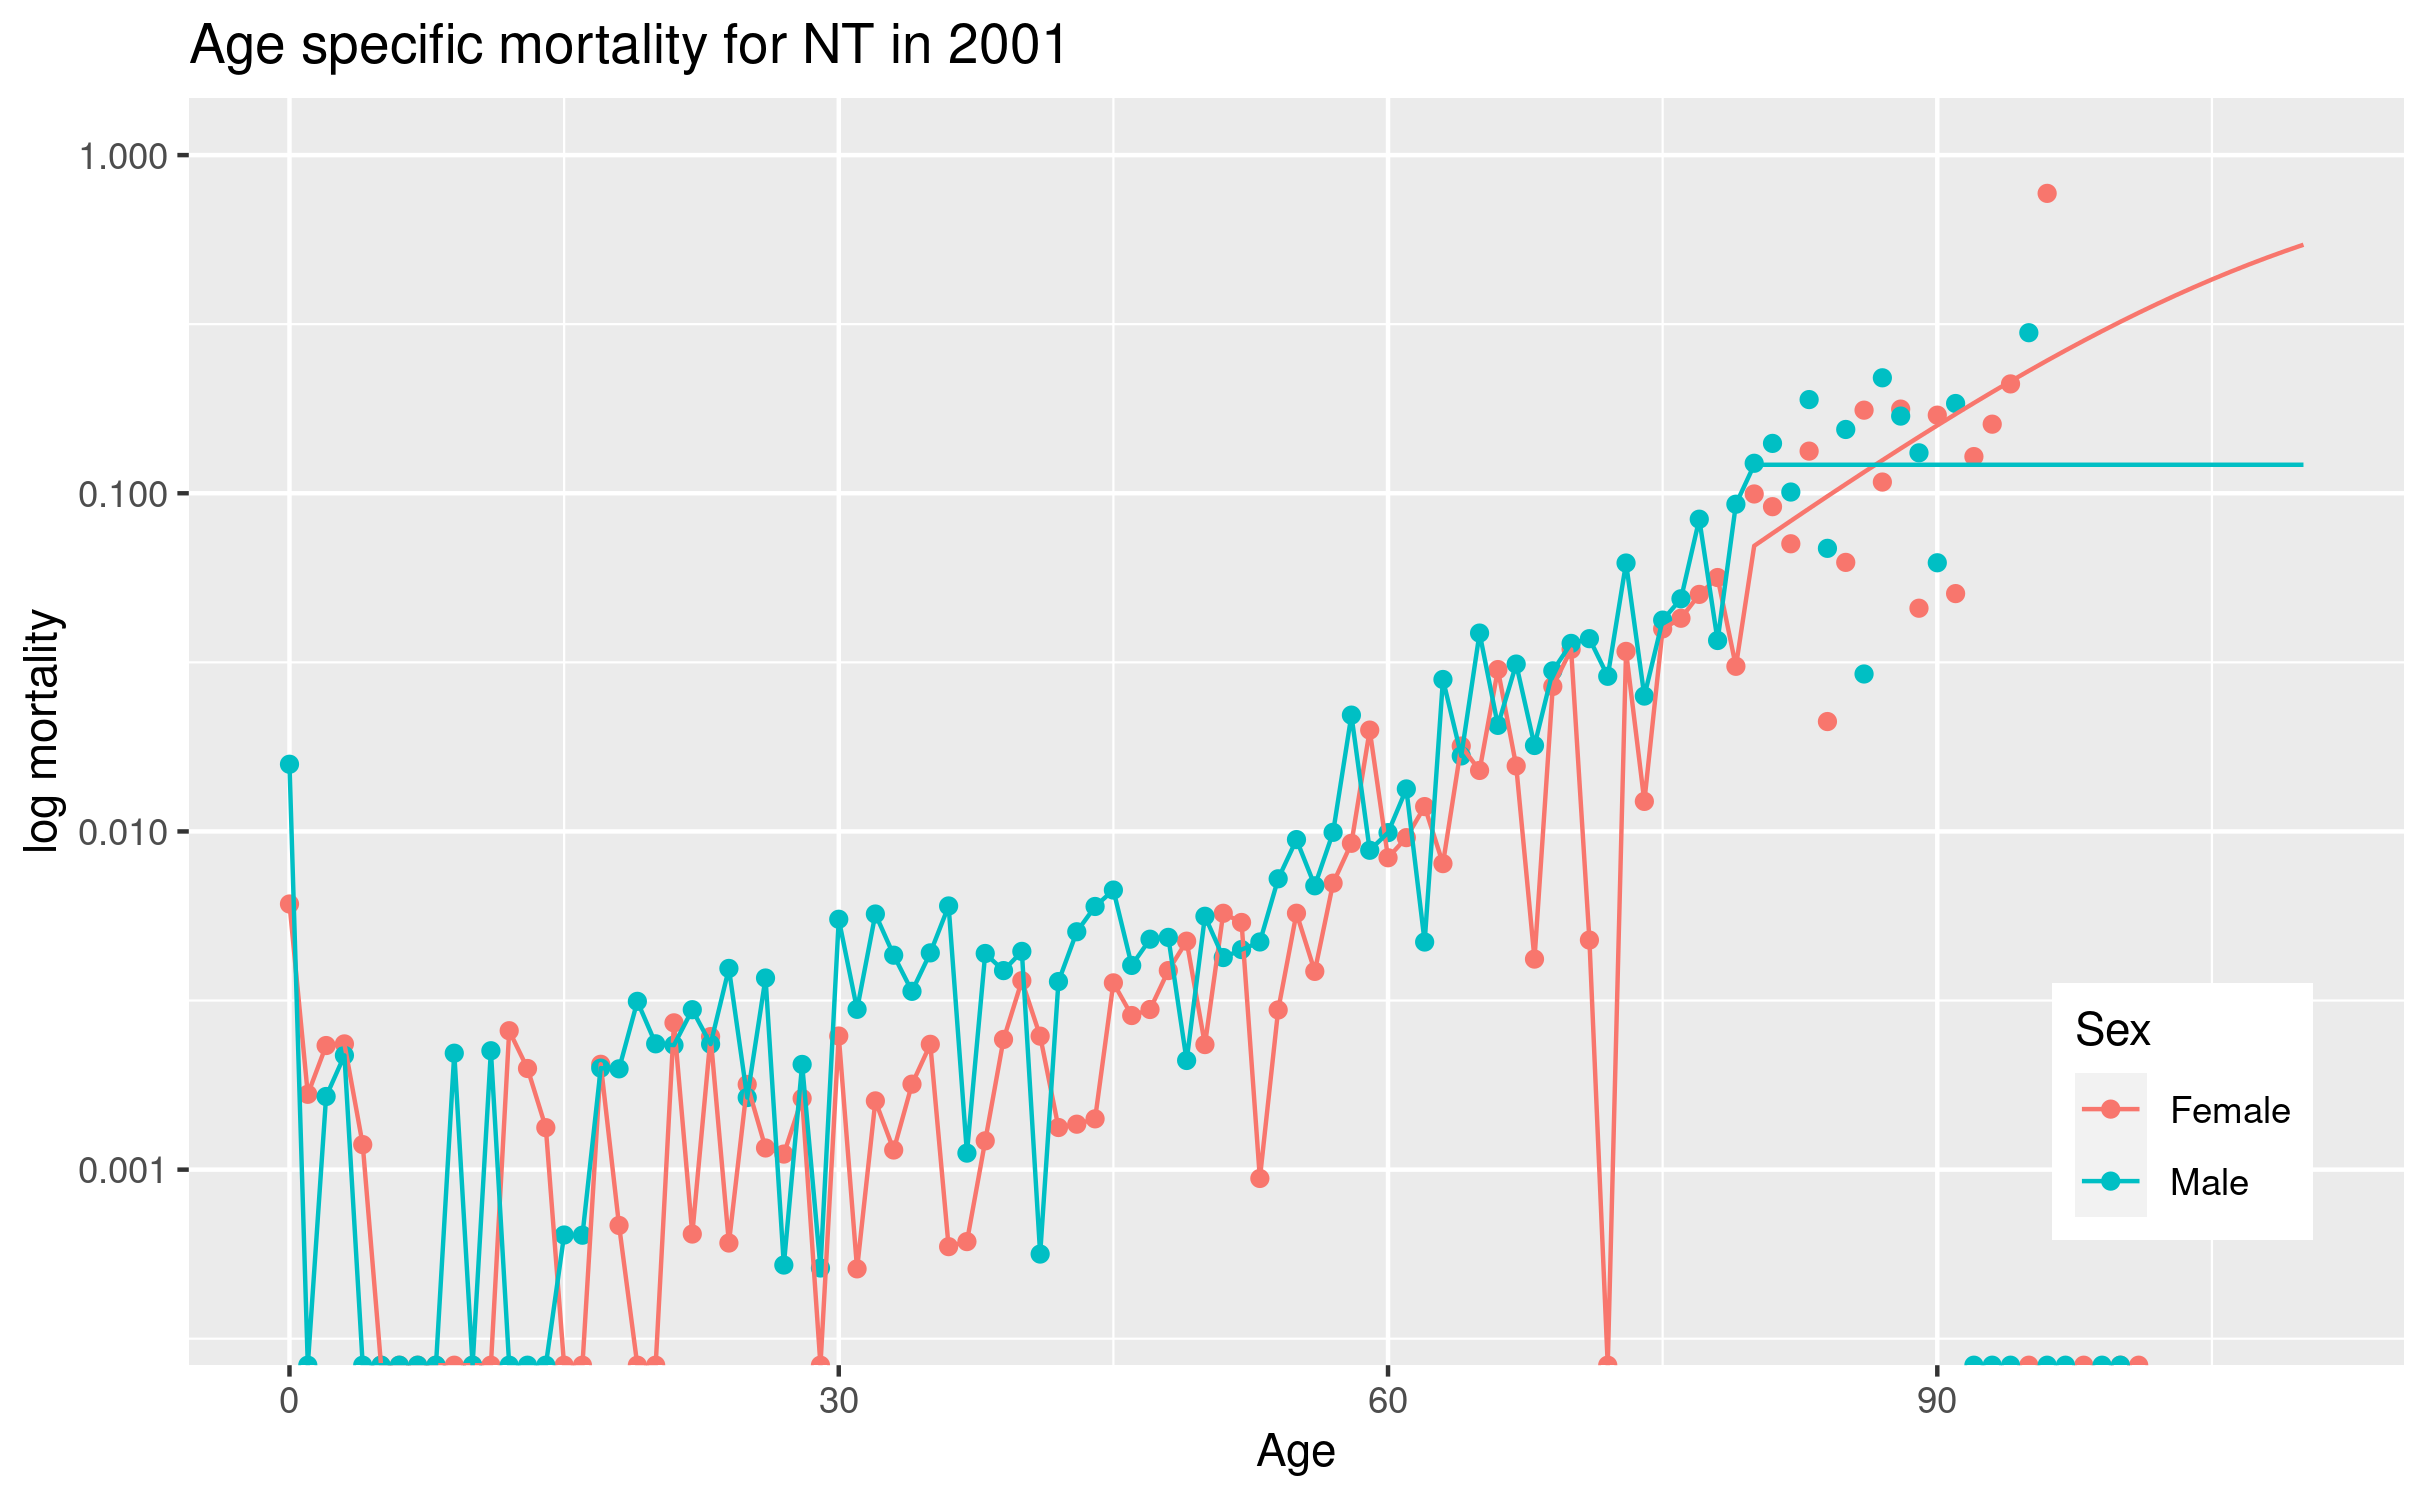 Age specific mortality for NT in 2001
log mortality
1.000
0.100
0.010
0.001
0
30
60
90
Age
Sex
Female
Male